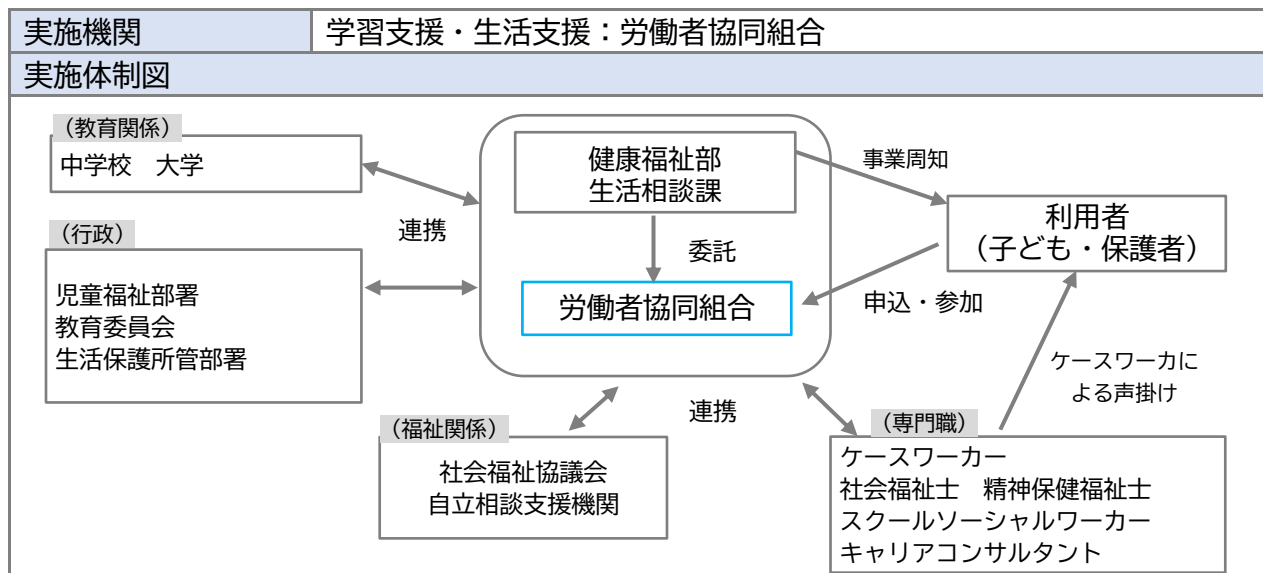 実施機関
学習支援・生活支援:労働者協同組合
実施体制図
(教育関係)
中学校 大学
(行政)
児童福祉部署
教育委員会
生活保護所管部署
連携
健康福祉部
生活相談課
委託
労働者協同組合
事業周知
利用者
(子ども・保護者)
申込・参加
ケースワーカに
よる声掛け
連携
(福祉関係)
社会福祉協議会
自立相談支援機関
(専門職)
ケースワーカー
社会福祉士 精神保健福祉士
スクールソーシャルワーカー
キャリアコンサルタント